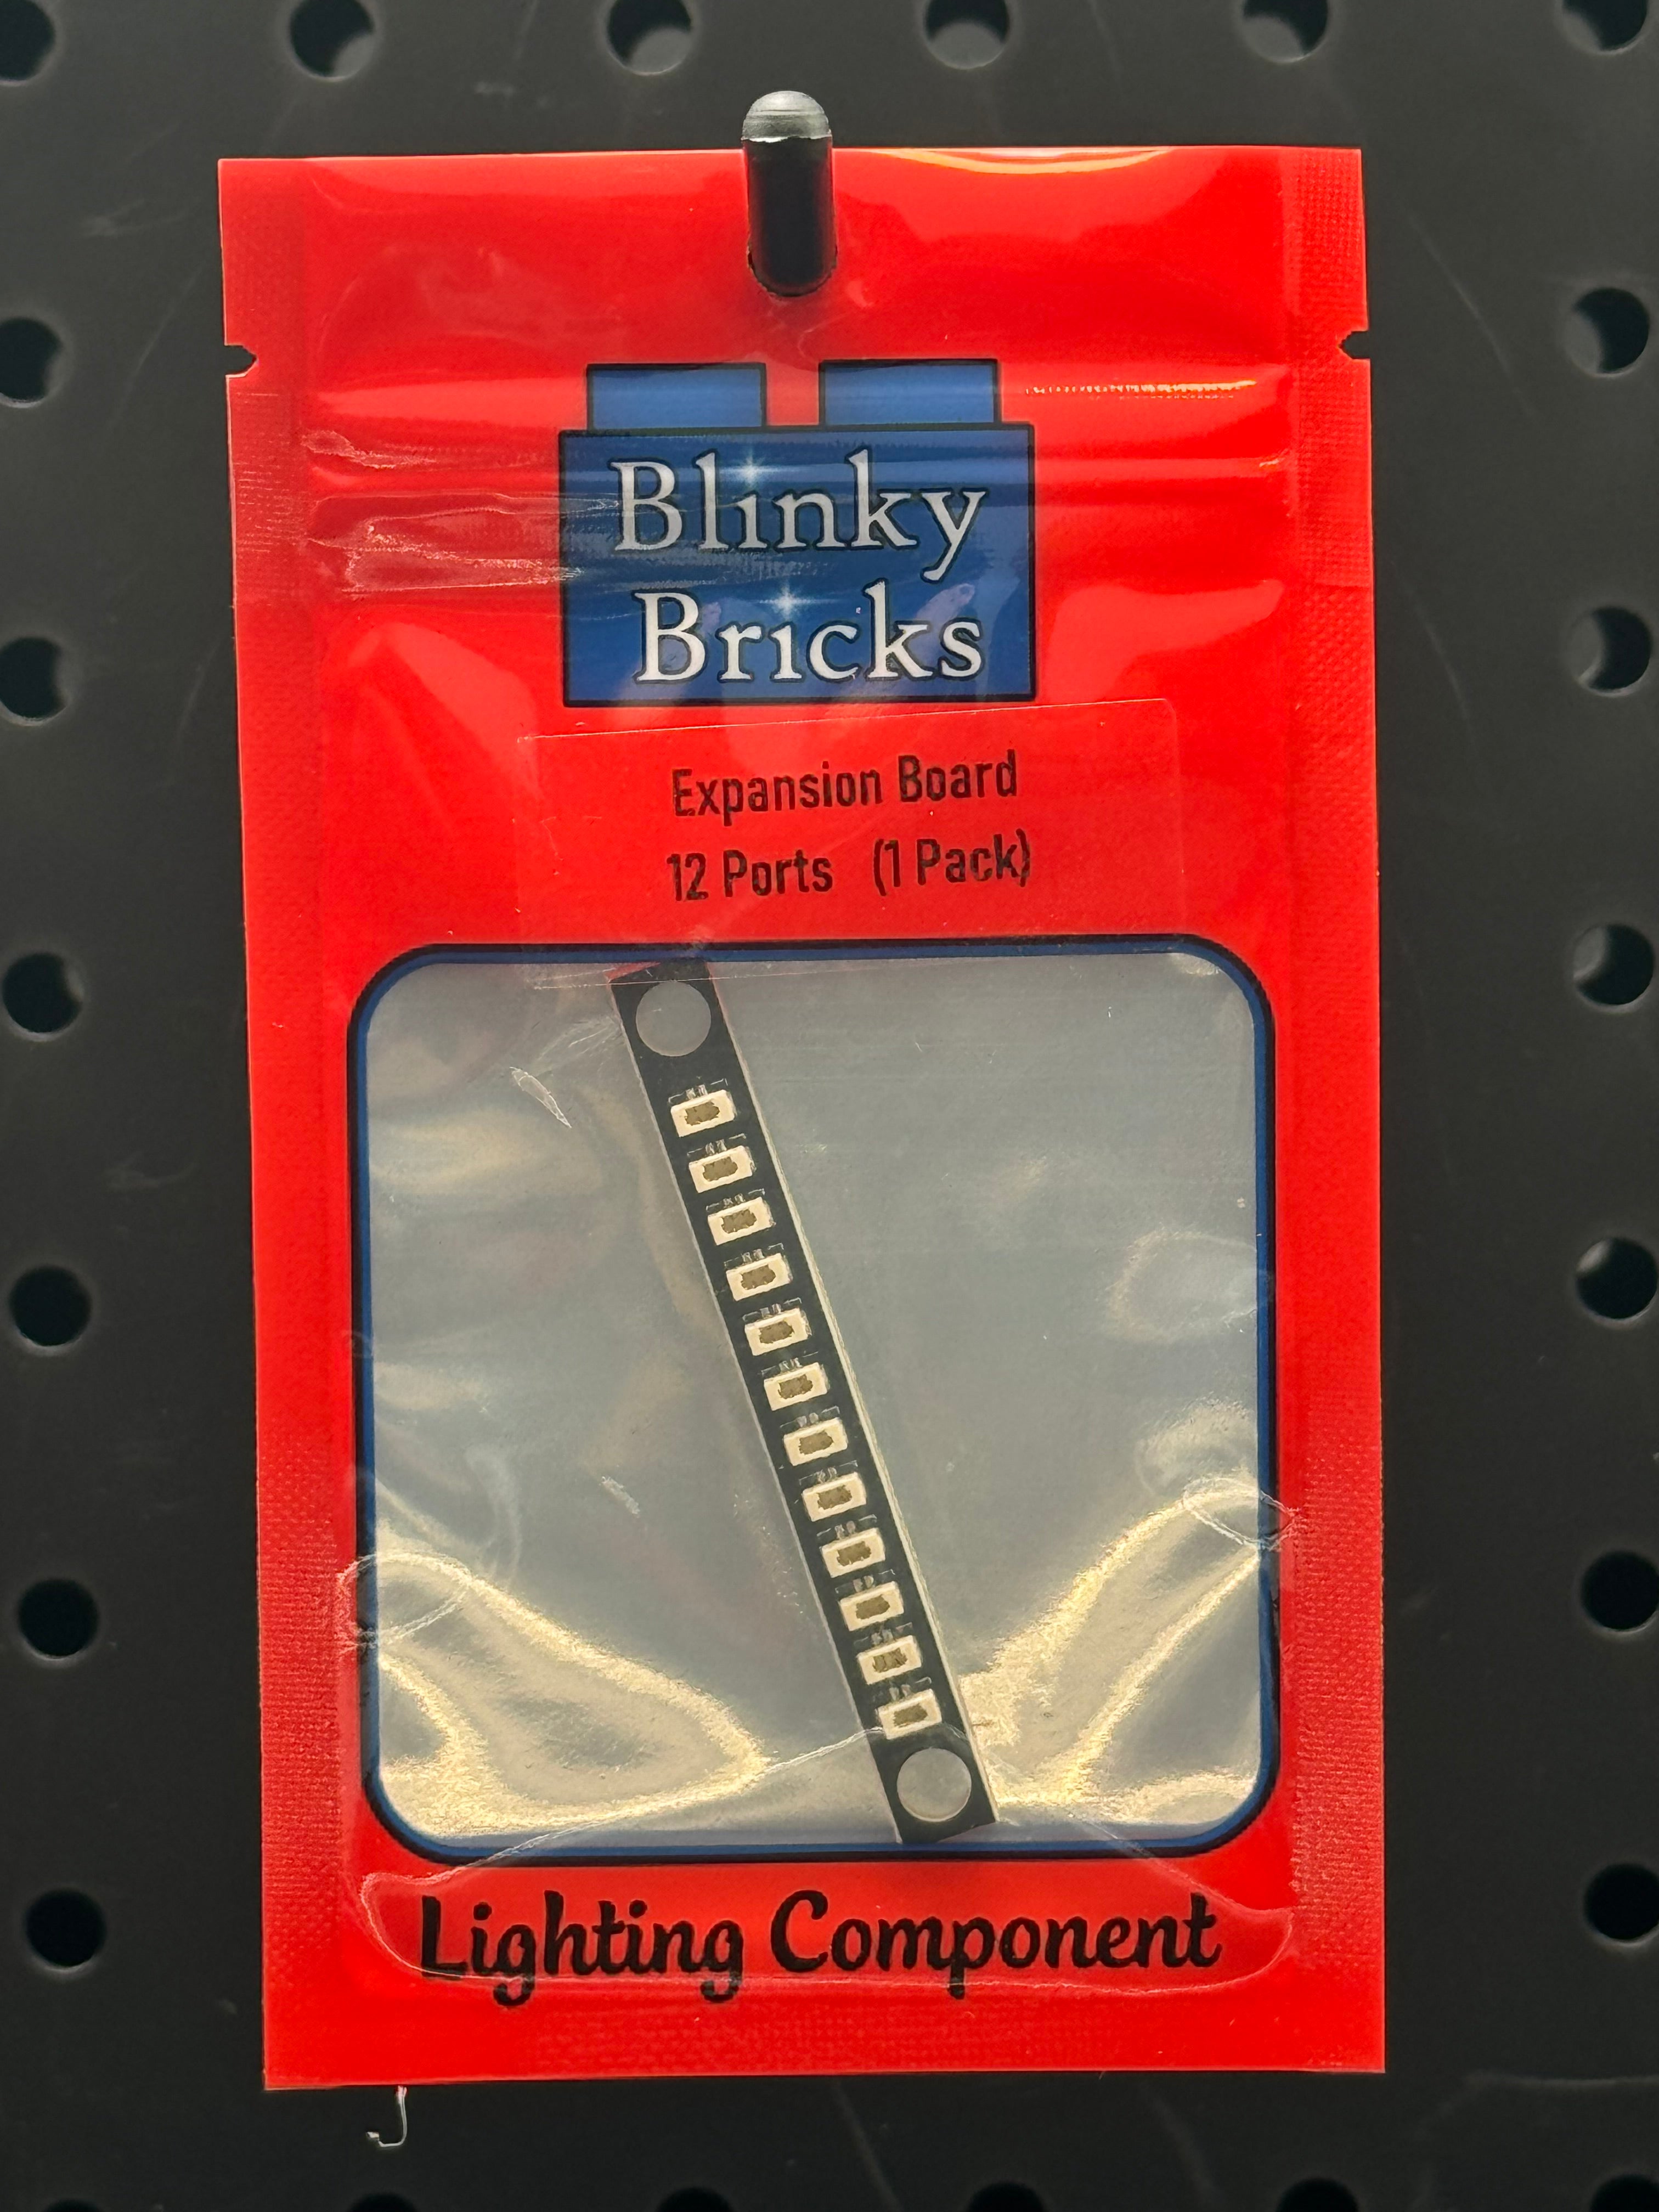 Blinky
Bricks
Expansion Board
12 Ports (1 Pack)
Lighting Component